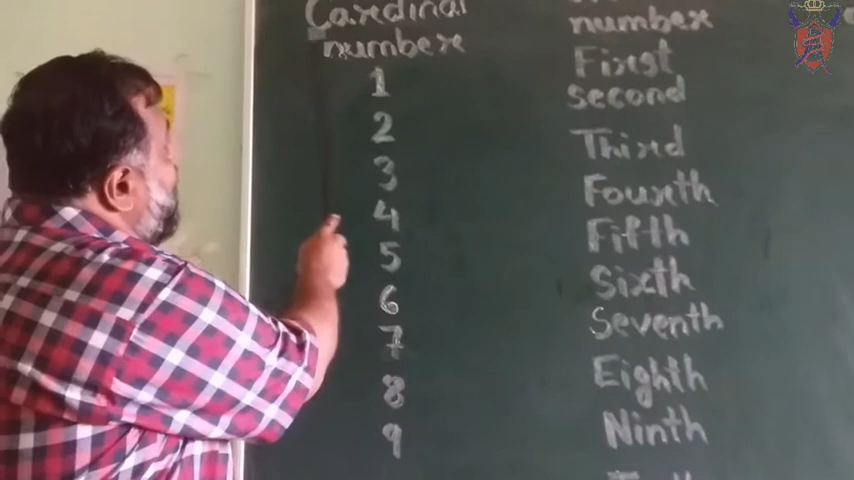 Cardinal
number
number
1 First
2 Second
3 Third
4 Fourth
5 Fifth
6 Sixth
7 Seventh
8 Eighth
9 Ninth